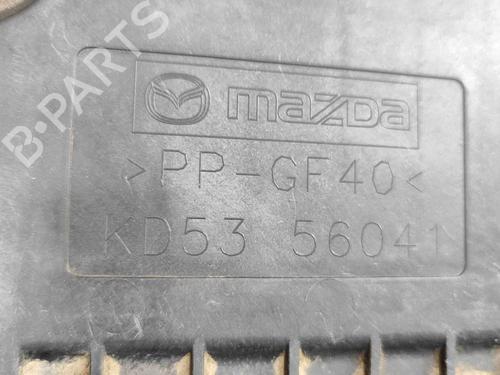 B-PARTS
mazda
>PP-GF40<
KD53 56041